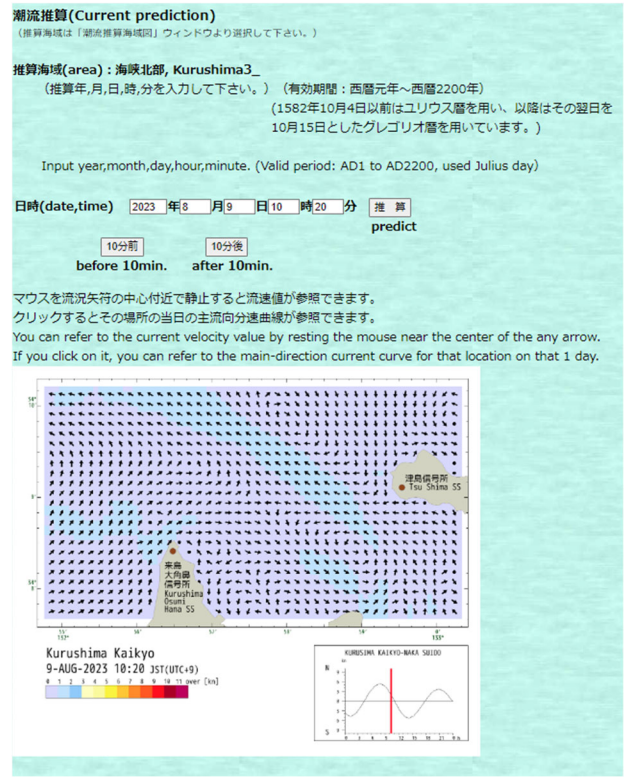 潮流推算(Current prediction)
（推算海域は「潮流推算海域図」ウィンドウより選択して下さい。）
推算海域(area) : 海峡北部, Kurushima3_
（推算年,月,日,時,分を入力して下さい。）（有効期間：西暦元年～西暦2200年）
(1582年10月4日以前はユリウス暦を用い、以降はその翌日を
10月15日としたグレゴリオ暦を用いています。)
Input year,month,day,hour,minute. (Valid period: AD1 to AD2200, used Julius day)
日時(date,time) 2023 年 8 月 9 日 10 時 20 分 推 算
predict
10分前 10分後
before 10min. after 10min.
マウスを流況矢符の中心付近で静止すると流速値が参照できます。
クリックするとその場所の当日の主流向分速曲線が参照できます。
You can refer to the current velocity value by resting the mouse near the center of the any arrow.
If you click on it, you can refer to the main-direction current curve for that location on that 1 day.
津島信号所
Tsu Shima SS
来島
大角鼻
信号所
Kurushima
Osumi
Hana SS
Kurushima Kaikyo
9-AUG-2023 10:20 JST(UTC+9)
0 1 2 3 4 5 6 7 8 9 10 11 over [kn]
KURUSIMA KAIKYO-NAKA SUIDO
N
S